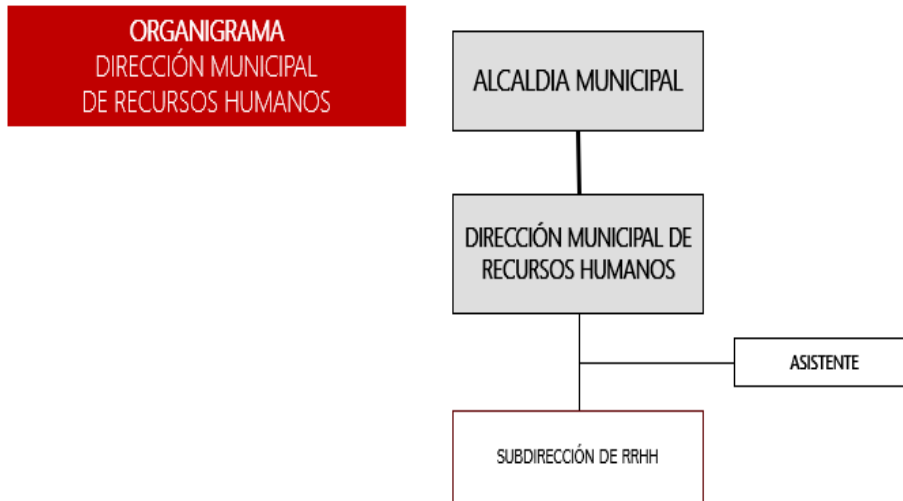 ORGANIGRAMA
DIRECCIÓN MUNICIPAL
DE RECURSOS HUMANOS
ALCALDIA MUNICIPAL
DIRECCIÓN MUNICIPAL DE
RECURSOS HUMANOS
ASISTENTE
SUBDIRECCIÓN DE RRHH